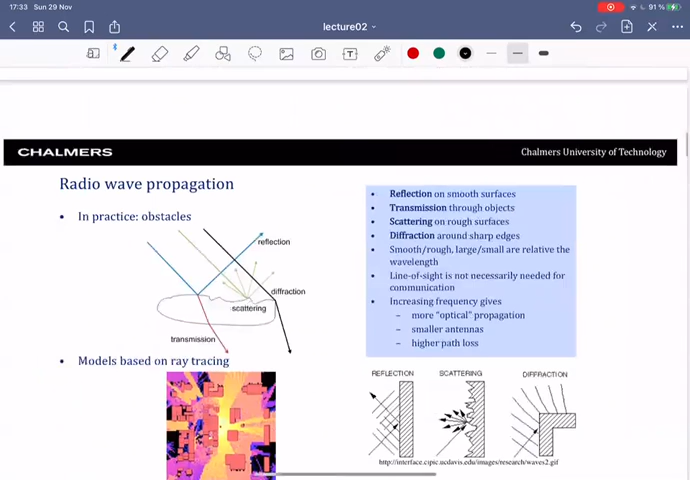 17:33 Sun 29 Nov
91 %
lecture02
CHALMERS
Chalmers University of Technology
Radio wave propagation
• In practice: obstacles
reflection
diffraction
scattering
transmission
• Models based on ray tracing
• Reflection on smooth surfaces
• Transmission through objects
• Scattering on rough surfaces
• Diffraction around sharp edges
• Smooth/rough, large/small are relative the
wavelength
• Line-of-sight is not necessarily needed for
communication
• Increasing frequency gives
– more “optical” propagation
– smaller antennas
– higher path loss
REFLECTION
SCATTERING
DIFFRACTION
http://interface.cipic.ucdavis.edu/images/research/waves2.gif